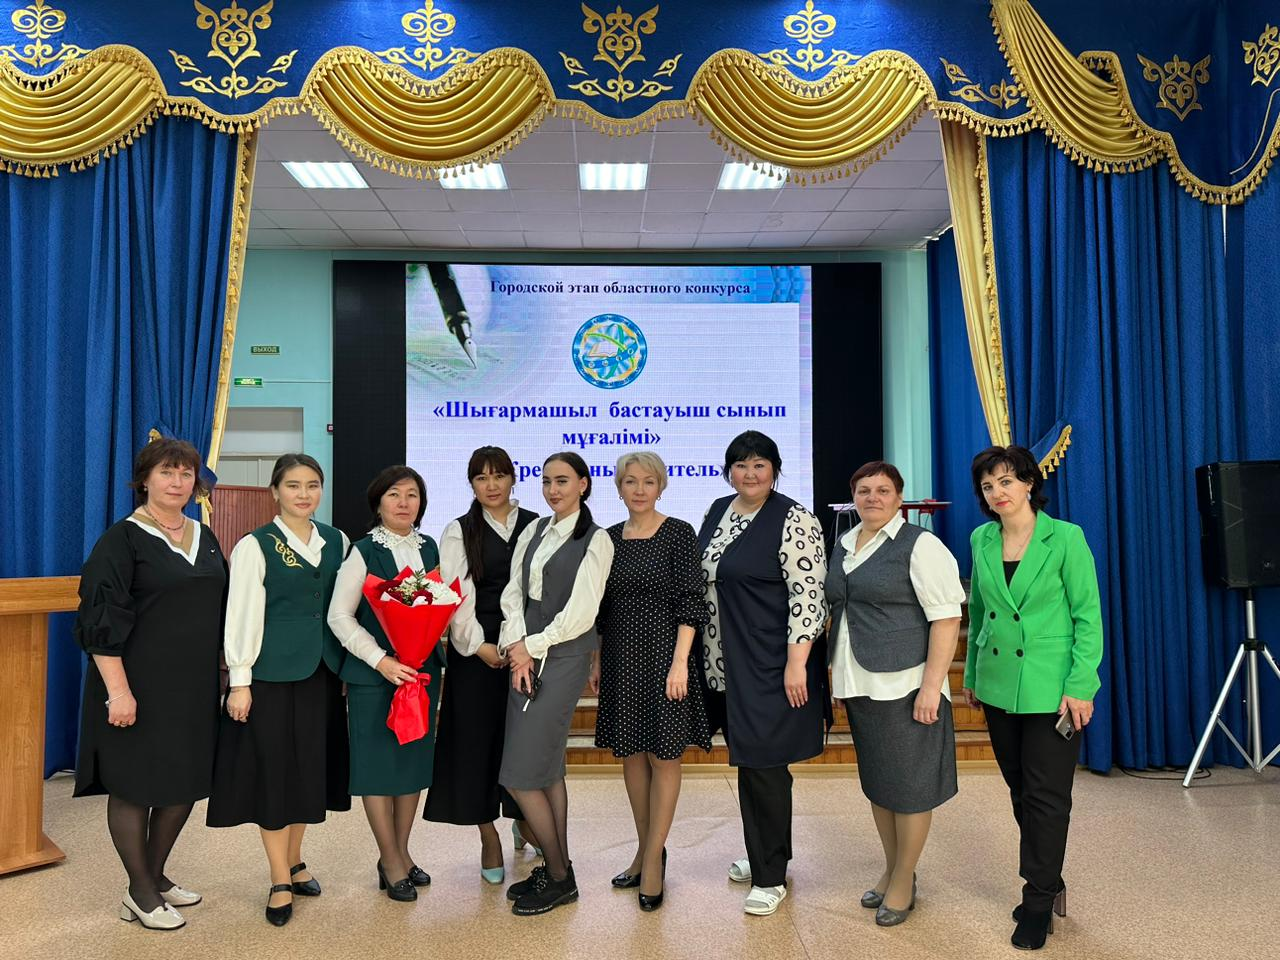 Городской этап областного конкурса
«Шығармашыл бастауыш сынып
мұғалімі»
ВЫХОД